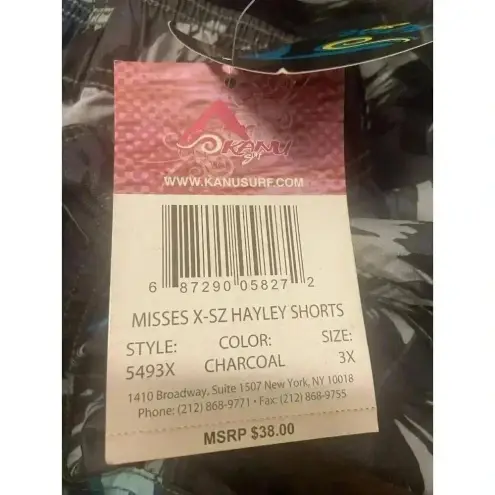 KANU
Surf
WWW.KANUSURF.COM
6 87290 05827 2
MISSES X-SZ HAYLEY SHORTS
STYLE: COLOR: SIZE:
5493X CHARCOAL 3X
1410 Broadway, Suite 1507 New York, NY 10018
Phone: (212) 868-9771 • Fax: (212) 868-9755
MSRP $38.00